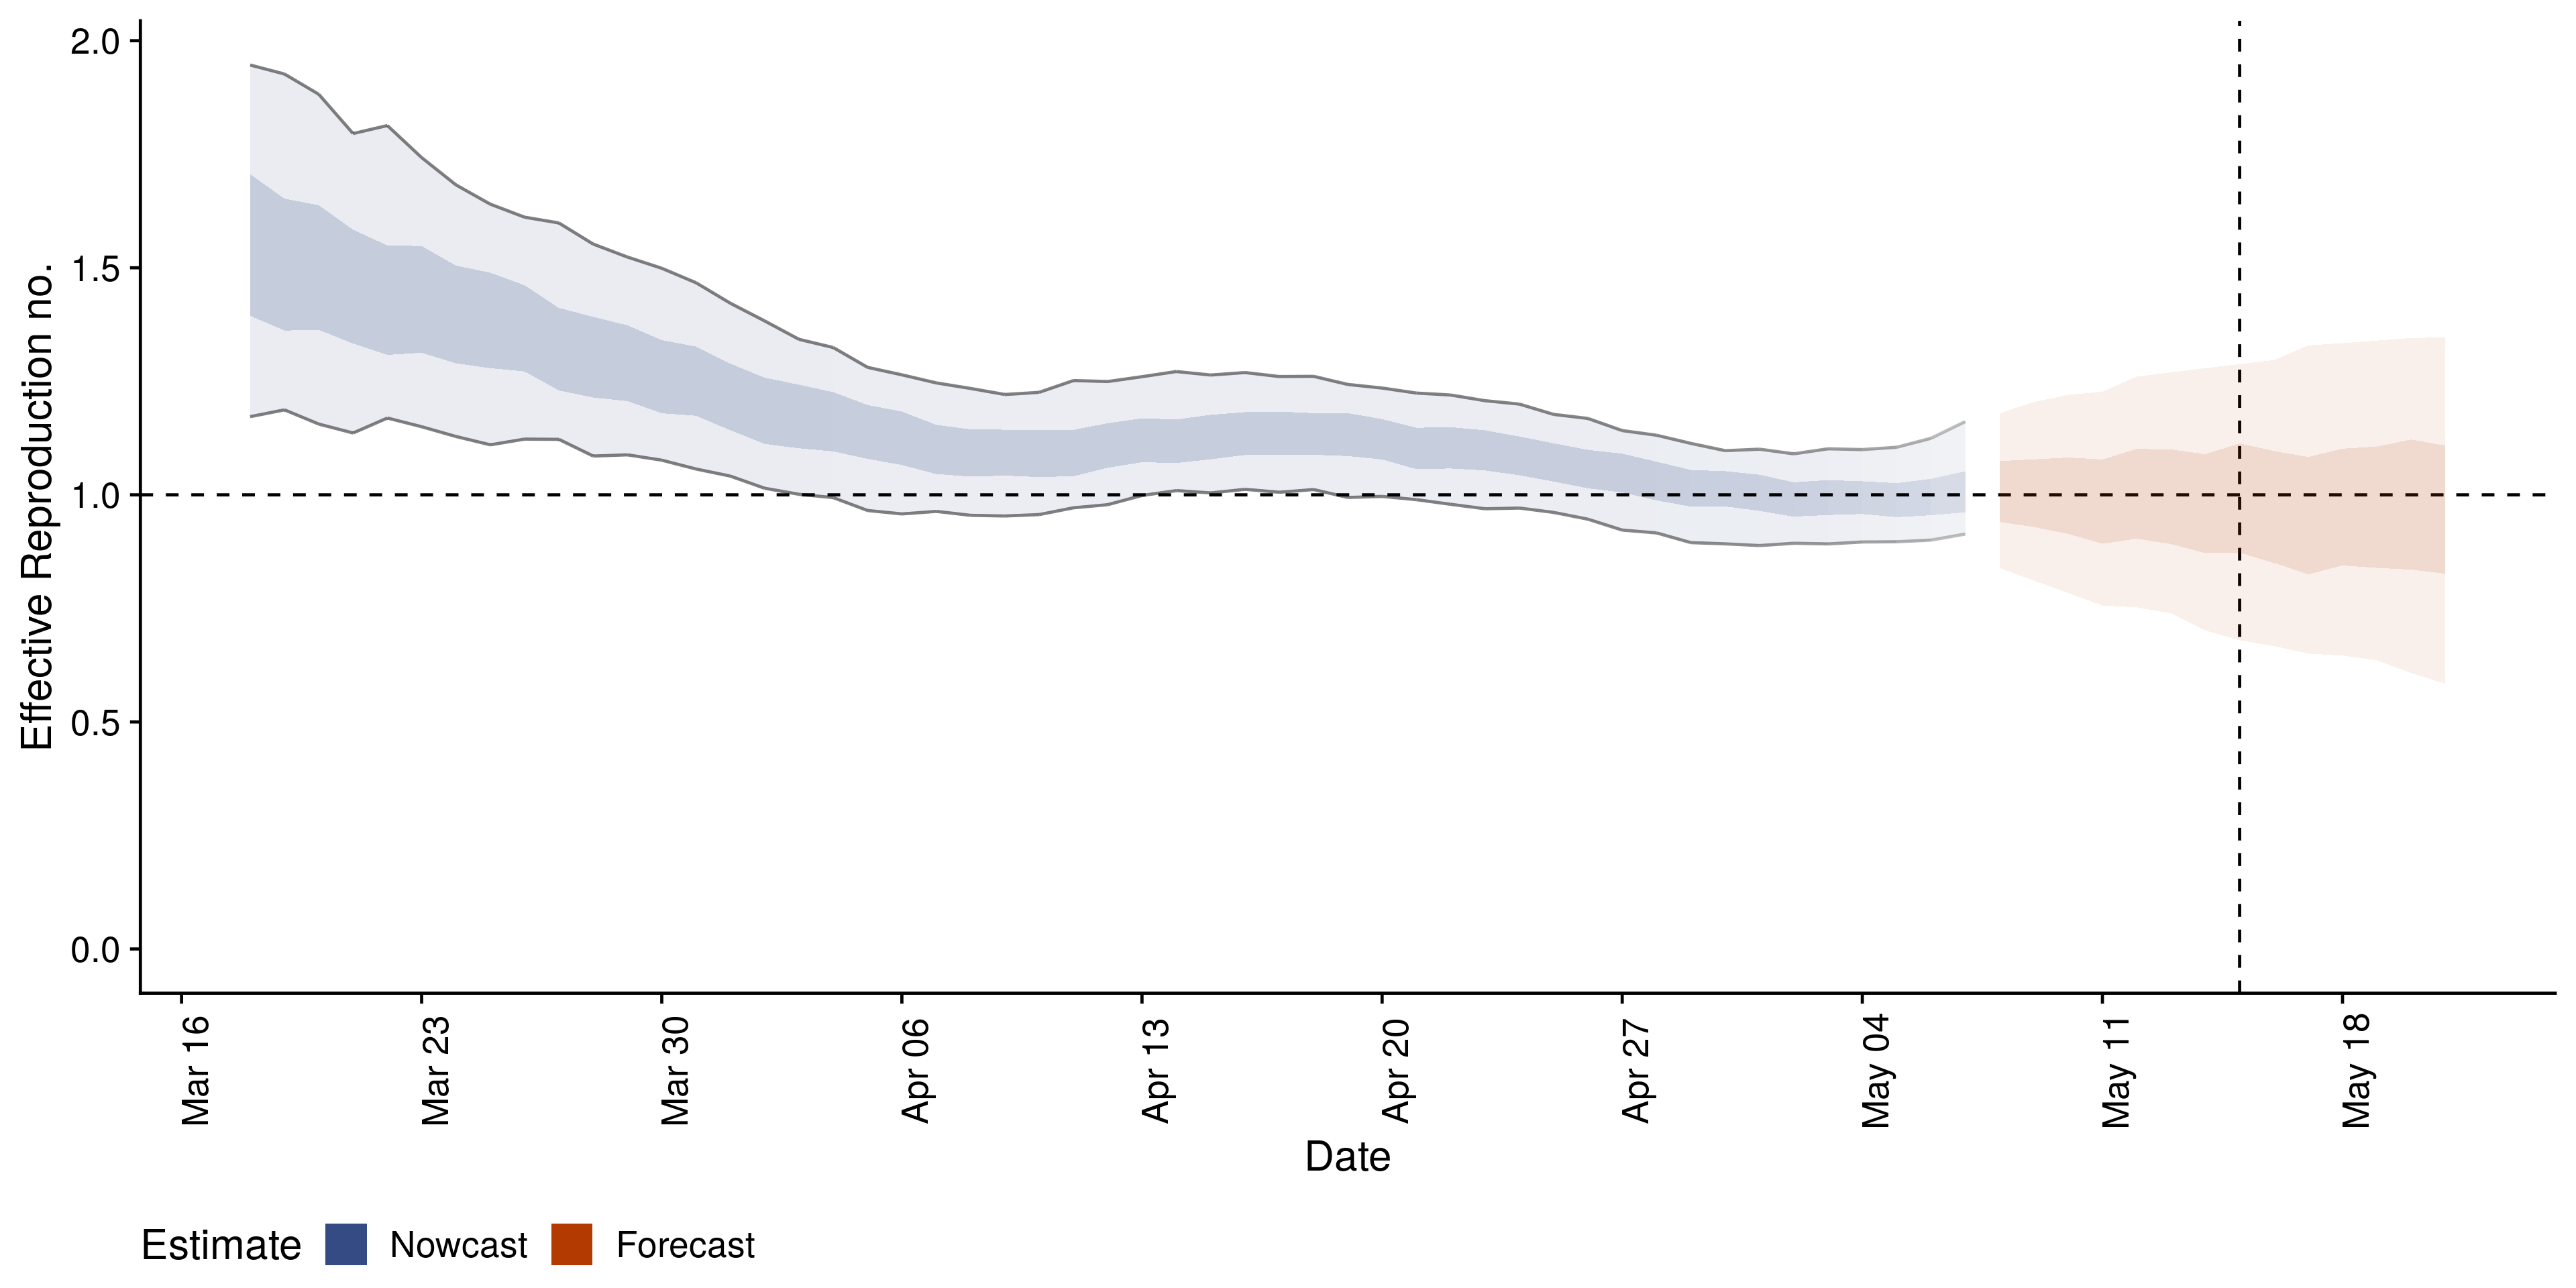 Effective Reproduction no.
2.0
1.5
1.0
0.5
0.0
Mar 16
Mar 23
Mar 30
Apr 06
Apr 13
Apr 20
Apr 27
May 04
May 11
May 18
Date
Estimate Nowcast Forecast